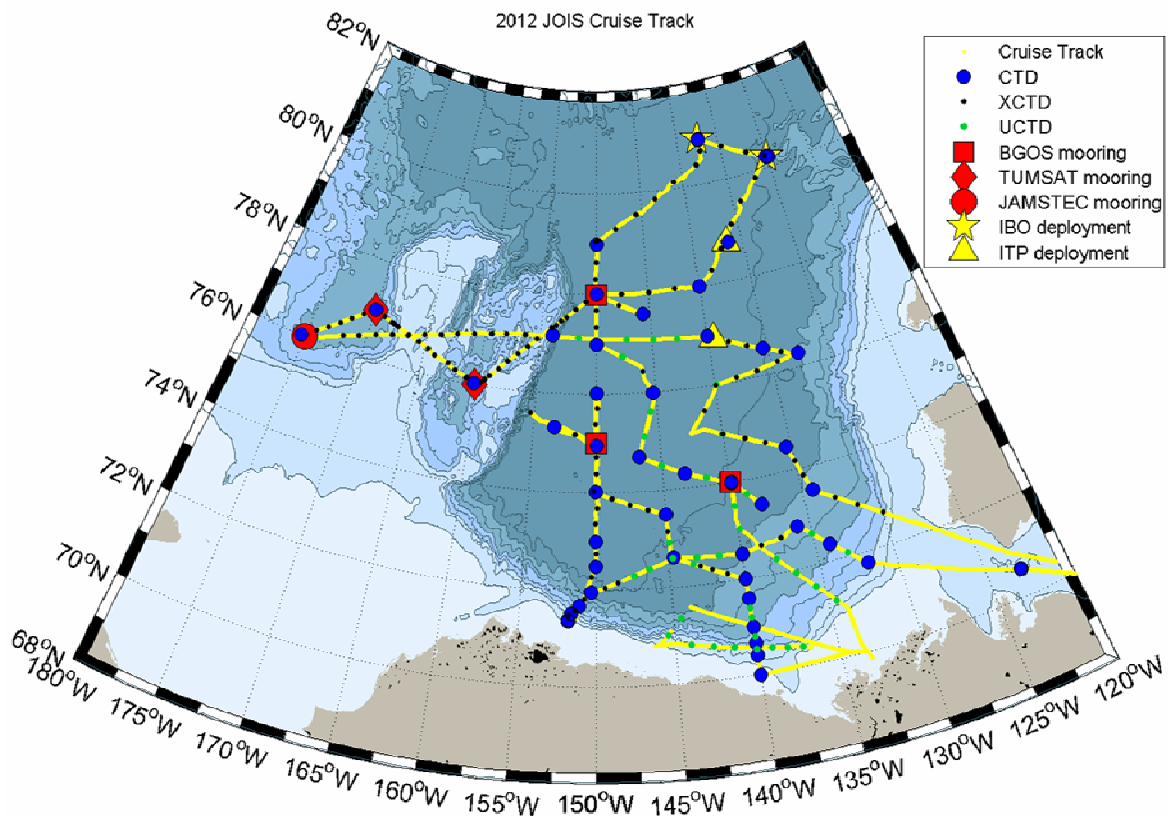 2012 JOIS Cruise Track
Cruise Track
CTD
XCTD
UCTD
BGOS mooring
TUMSAT mooring
JAMSTEC mooring
IBO deployment
ITP deployment
82°N
80°N
78°N
76°N
74°N
72°N
70°N
68°N
180°W
175°W
170°W
165°W
160°W
155°W
150°W
145°W
140°W
135°W
130°W
125°W
120°W